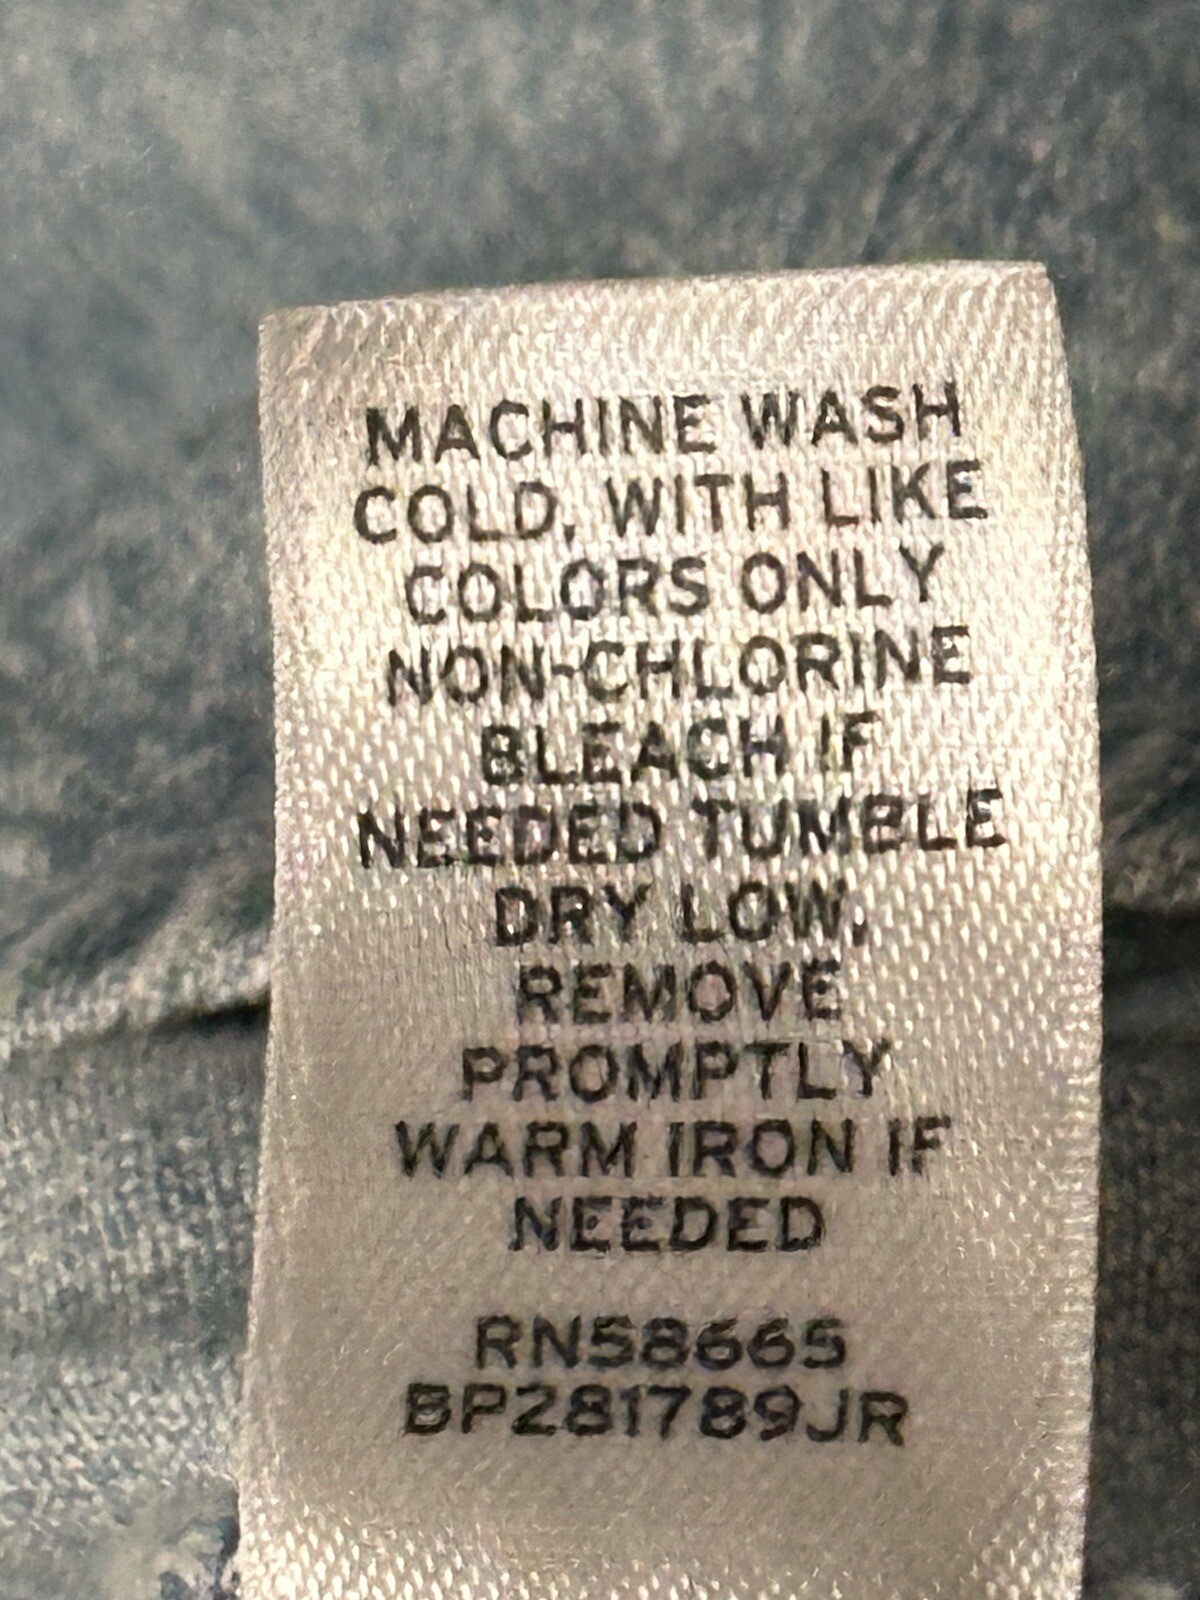 MACHINE WASH
COLD, WITH LIKE
COLORS ONLY
NON-CHLORINE
BLEACH IF
NEEDED TUMBLE
DRY LOW,
REMOVE
PROMPTLY
WARM IRON IF
NEEDED
RN58665
BP281789JR